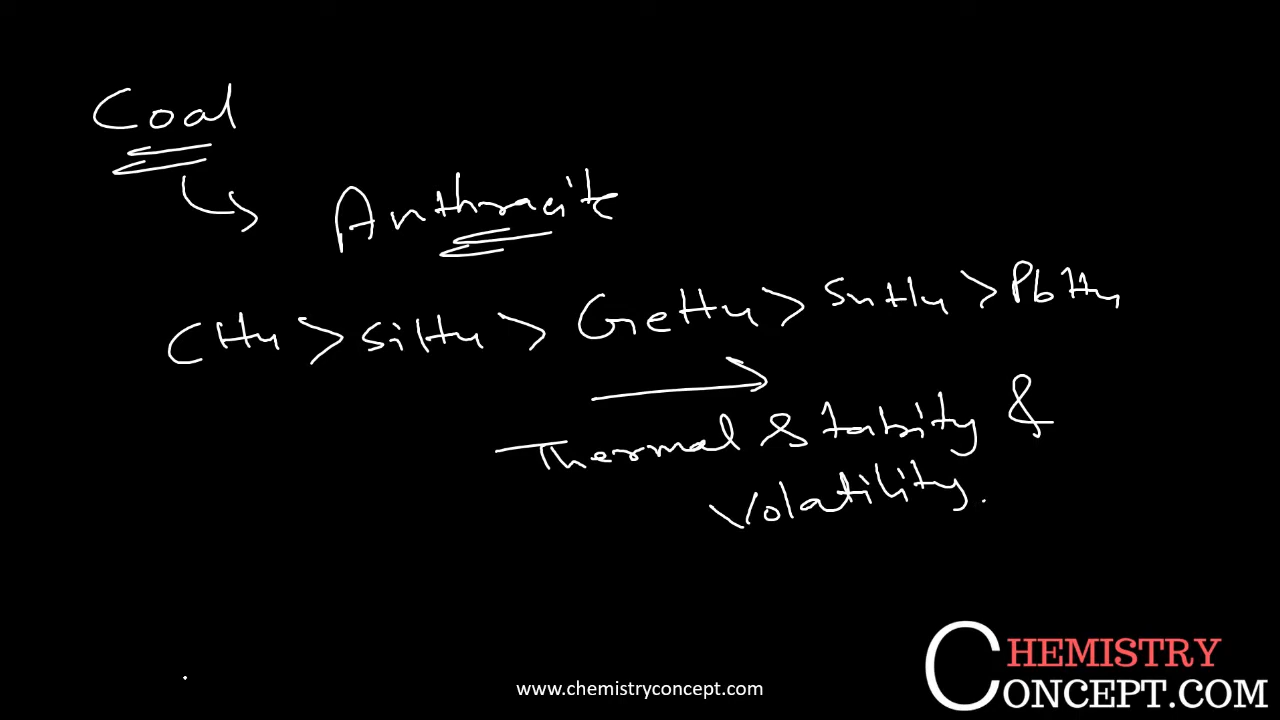 Coal
Anthracite
CH4 > SiH4 > GeH4 > SnH4 > PbH4
Thermal Stability &
Volatility.
www.chemistryconcept.com
CHEMISTRY
CONCEPT.COM